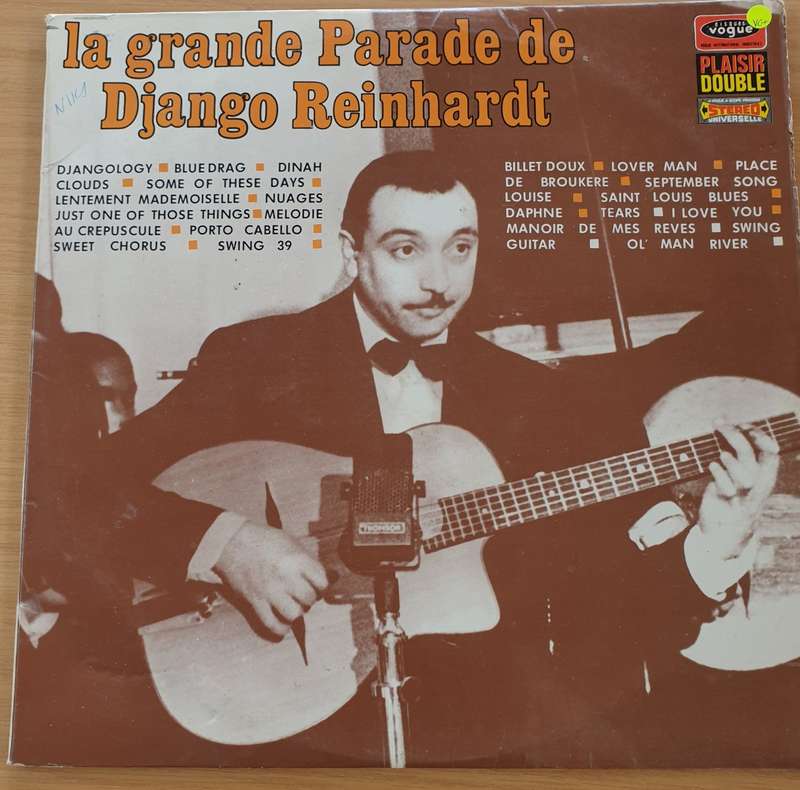 la grande Parade de
Django Reinhardt
DJANGOLOGY ■ BLUE DRAG ■ DINAH
CLOUDS ■ SOME OF THESE DAYS ■
LENTEMENT MADEMOISELLE ■ NUAGES
JUST ONE OF THOSE THINGS ■ MELODIE
AU CREPUSCULE ■ PORTO CABELLO ■
SWEET CHORUS ■ SWING 39 ■
BILLET DOUX ■ LOVER MAN ■ PLACE
DE BROUKERE ■ SEPTEMBER SONG
LOUISE ■ SAINT LOUIS BLUES ■
DAPHNE ■ TEARS ■ I LOVE YOU ■
MANOIR DE MES REVES ■ SWING
GUITAR ■ OL' MAN RIVER ■
DISQUES
vogue
VG+
PLAISIR
DOUBLE
STEREO
UNIVERSELLE
THOMSON